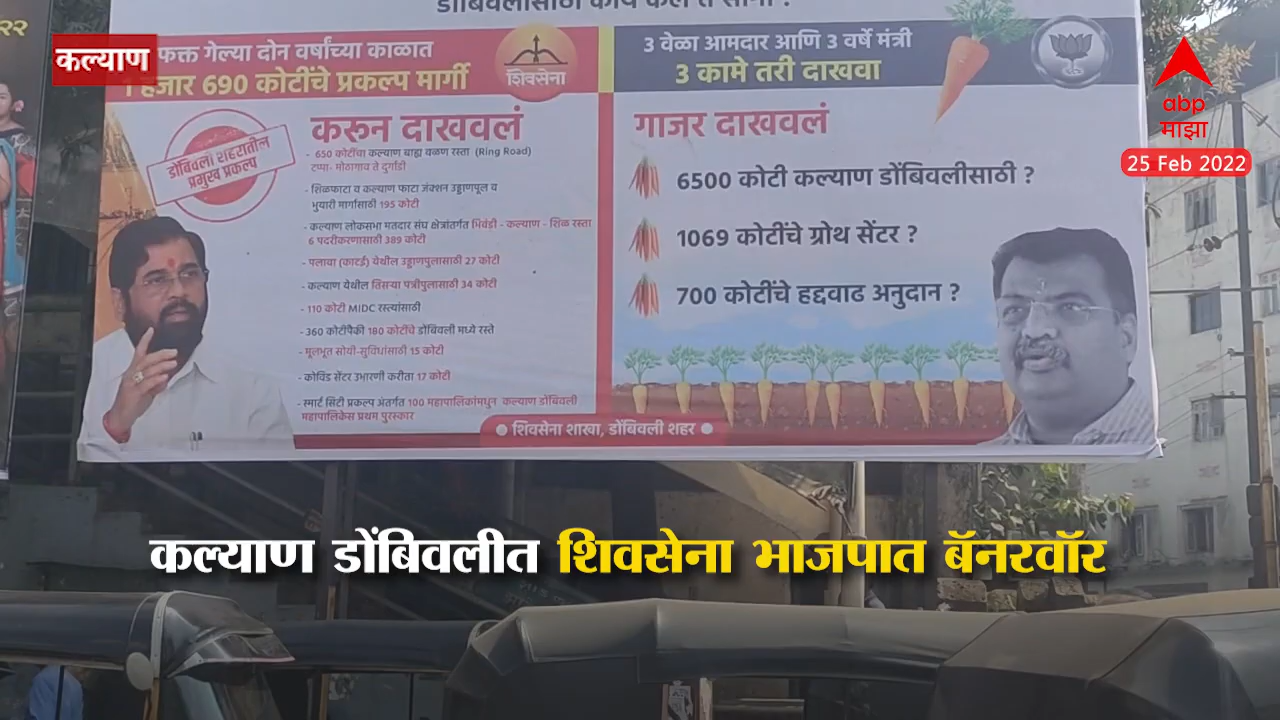 डोंबिवलीसाठी काय केलं ते सांगा ?
२२
कल्याण
फक्त गेल्या दोन वर्षाच्या काळात
1 हजार 690 कोटींचे प्रकल्प मार्गी
शिवसेना
3 वेळा आमदार आणि 3 वर्षे मंत्री
3 कामे तरी दाखवा
abp
माझा
25 Feb 2022
डोंबिवली शहरातील
प्रमुख प्रकल्प
करून दाखवलं
- 650 कोटींचा कल्याण बाह्य वळण रस्ता (Ring Road)
टप्पा- मोठागाव ते दुर्गाडी
- शिळफाटा व कल्याण फाटा जंक्शन उड्डाणपूल व
भुयारी मार्गासाठी 195 कोटी
- कल्याण लोकसभा मतदार संघ क्षेत्रांतर्गत भिवंडी - कल्याण - शिळ रस्ता
6 पदरीकरणासाठी 389 कोटी
- पलावा (काटई) येथील उड्डाणपुलासाठी 27 कोटी
- कल्याण येथील तिसऱ्या पत्रीपुलासाठी 34 कोटी
- 110 कोटी MIDC रस्त्यांसाठी
- 360 कोटींपैकी 180 कोटींचे डोंबिवली मध्ये रस्ते
- मूलभूत सोयी-सुविधांसाठी 15 कोटी
- कोविड सेंटर उभारणी करीता 17 कोटी
- स्मार्ट सिटी प्रकल्प अंतर्गत 100 महापालिकांमधुन कल्याण डोंबिवली
महापालिकेस प्रथम पुरस्कार
गाजर दाखवलं
6500 कोटी कल्याण डोंबिवलीसाठी ?
1069 कोटींचे ग्रोथ सेंटर ?
700 कोटींचे हद्दवाढ अनुदान ?
शिवसेना शाखा, डोंबिवली शहर
कल्याण डोंबिवलीत शिवसेना भाजपात बॅनरवॉर